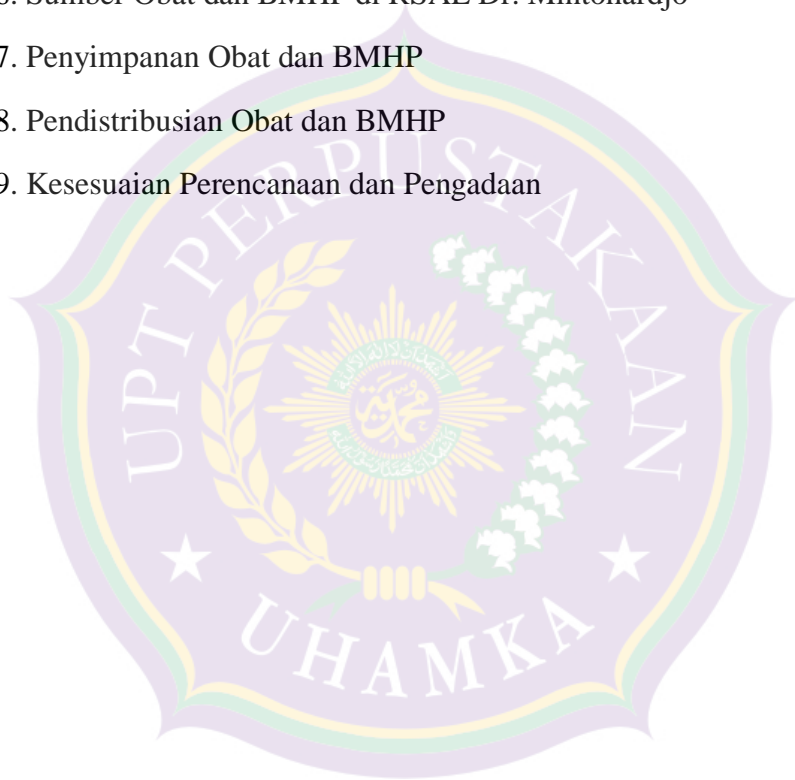 6. Sumber Obat dan BMHP di RSAL Dr. Mintohardjo
7. Penyimpanan Obat dan BMHP
8. Pendistribusian Obat dan BMHP
9. Kesesuaian Perencanaan dan Pengadaan
UPT PERPUSTAKAAN
UHAMKA